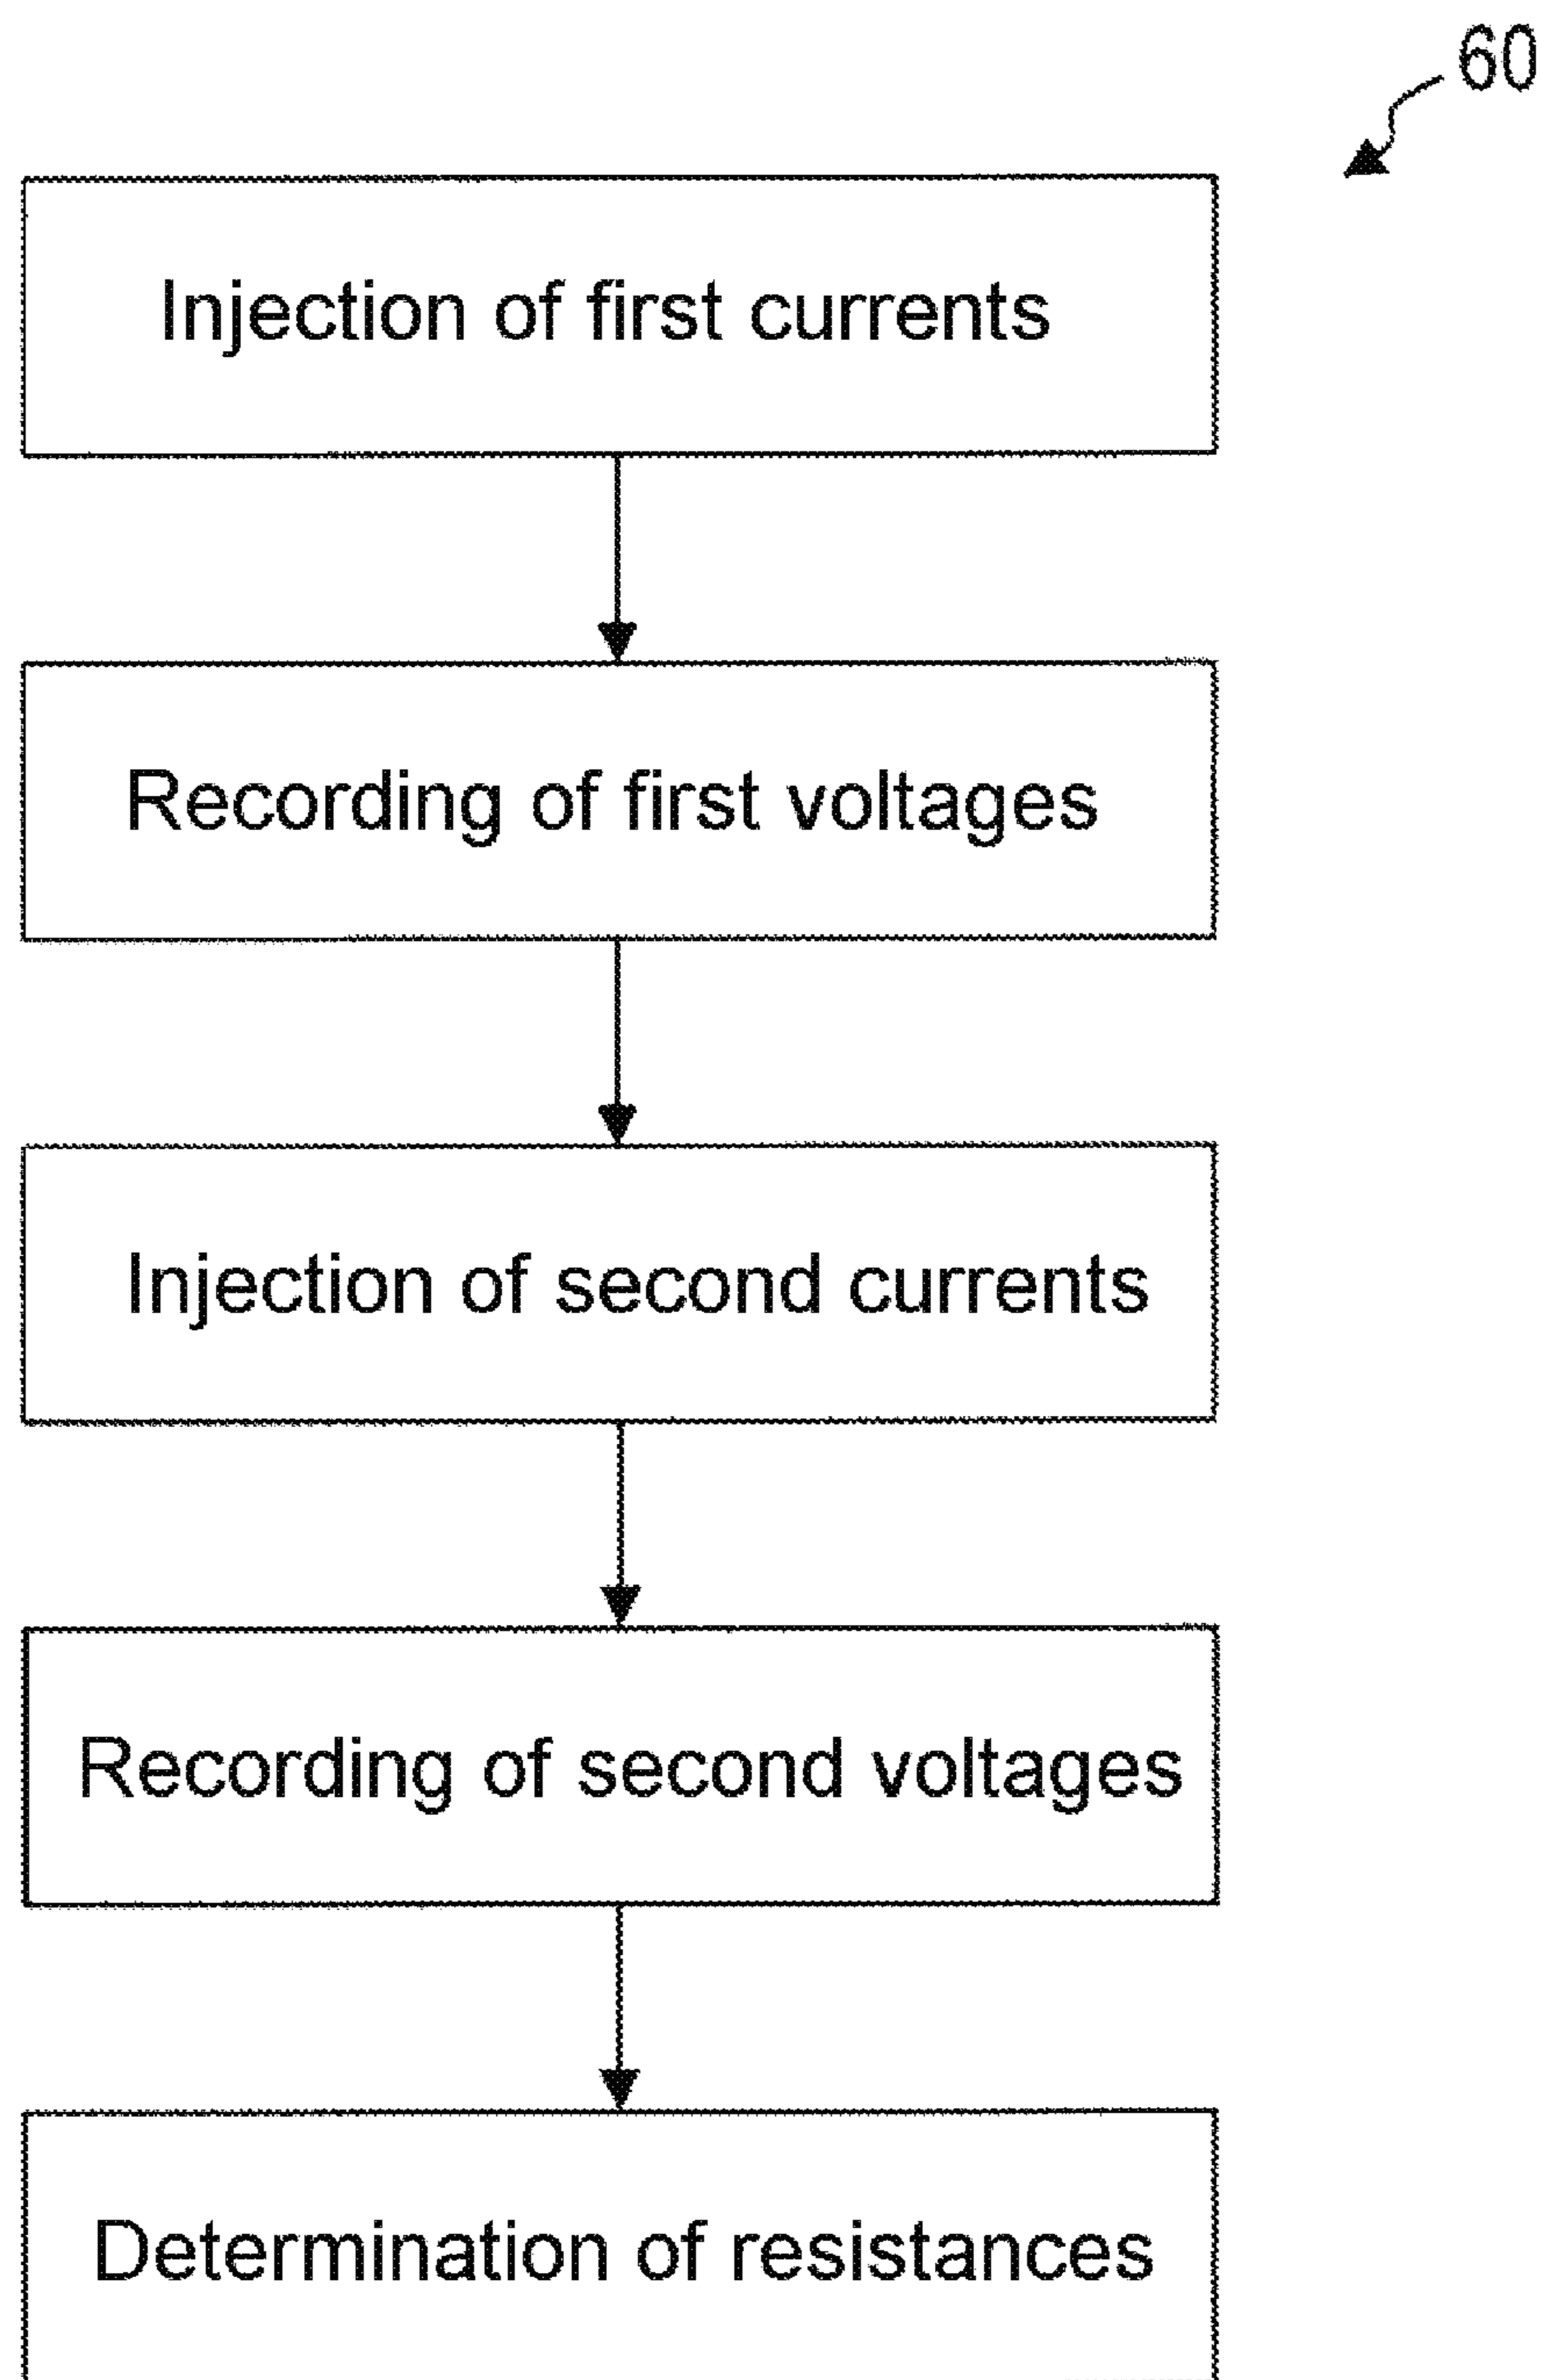 60
Injection of first currents
Recording of first voltages
Injection of second currents
Recording of second voltages
Determination of resistances